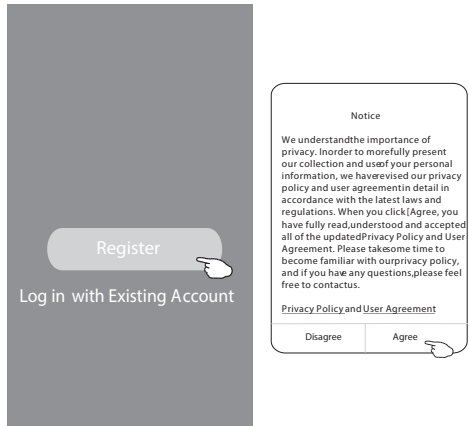 Register
Log in with Existing Account
Notice
We understandthe importance of
privacy. Inorder to morefully present
our collection and useof your personal
information, we haverevised our privacy
policy and user agreementin detail in
accordance with the latest laws and
regulations. When you click[Agree, you
have fully read,understood and accepted
all of the updatedPrivacy Policy and User
Agreement. Please takesome time to
become familiar with ourprivacy policy,
and if you have any questions,please feel
free to contactus.
Privacy Policy and User Agreement
Disagree
Agree